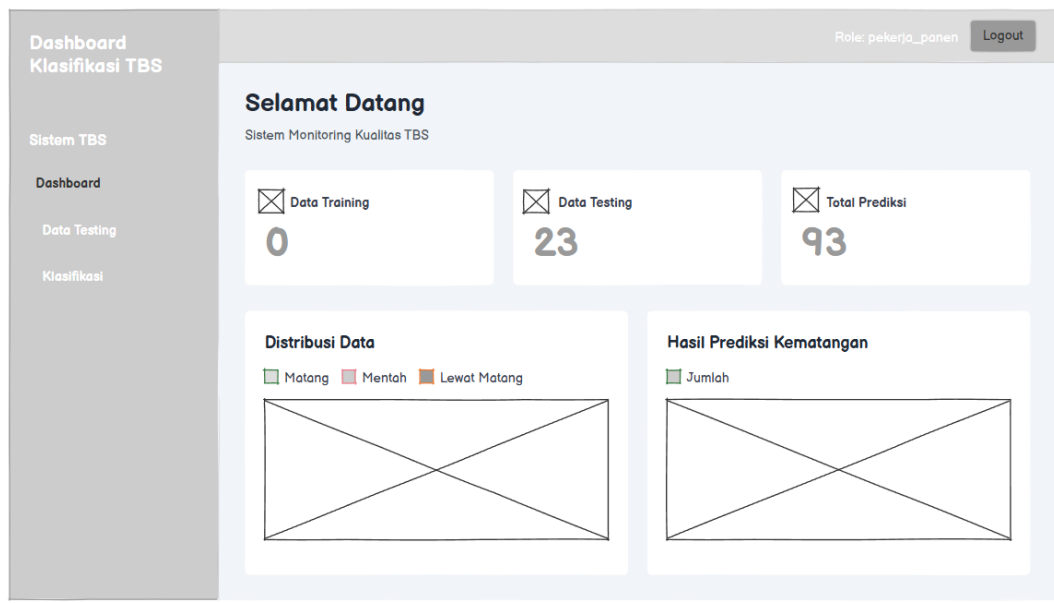 Dashboard
Klasifikasi TBS
Sistem TBS
Dashboard
Data Testing
Klasifikasi
Role: pekerja_panen
Logout
Selamat Datang
Sistem Monitoring Kualitas TBS
Data Training
0
Data Testing
23
Total Prediksi
93
Distribusi Data
Matang Mentah Lewat Matang
Hasil Prediksi Kematangan
Jumlah